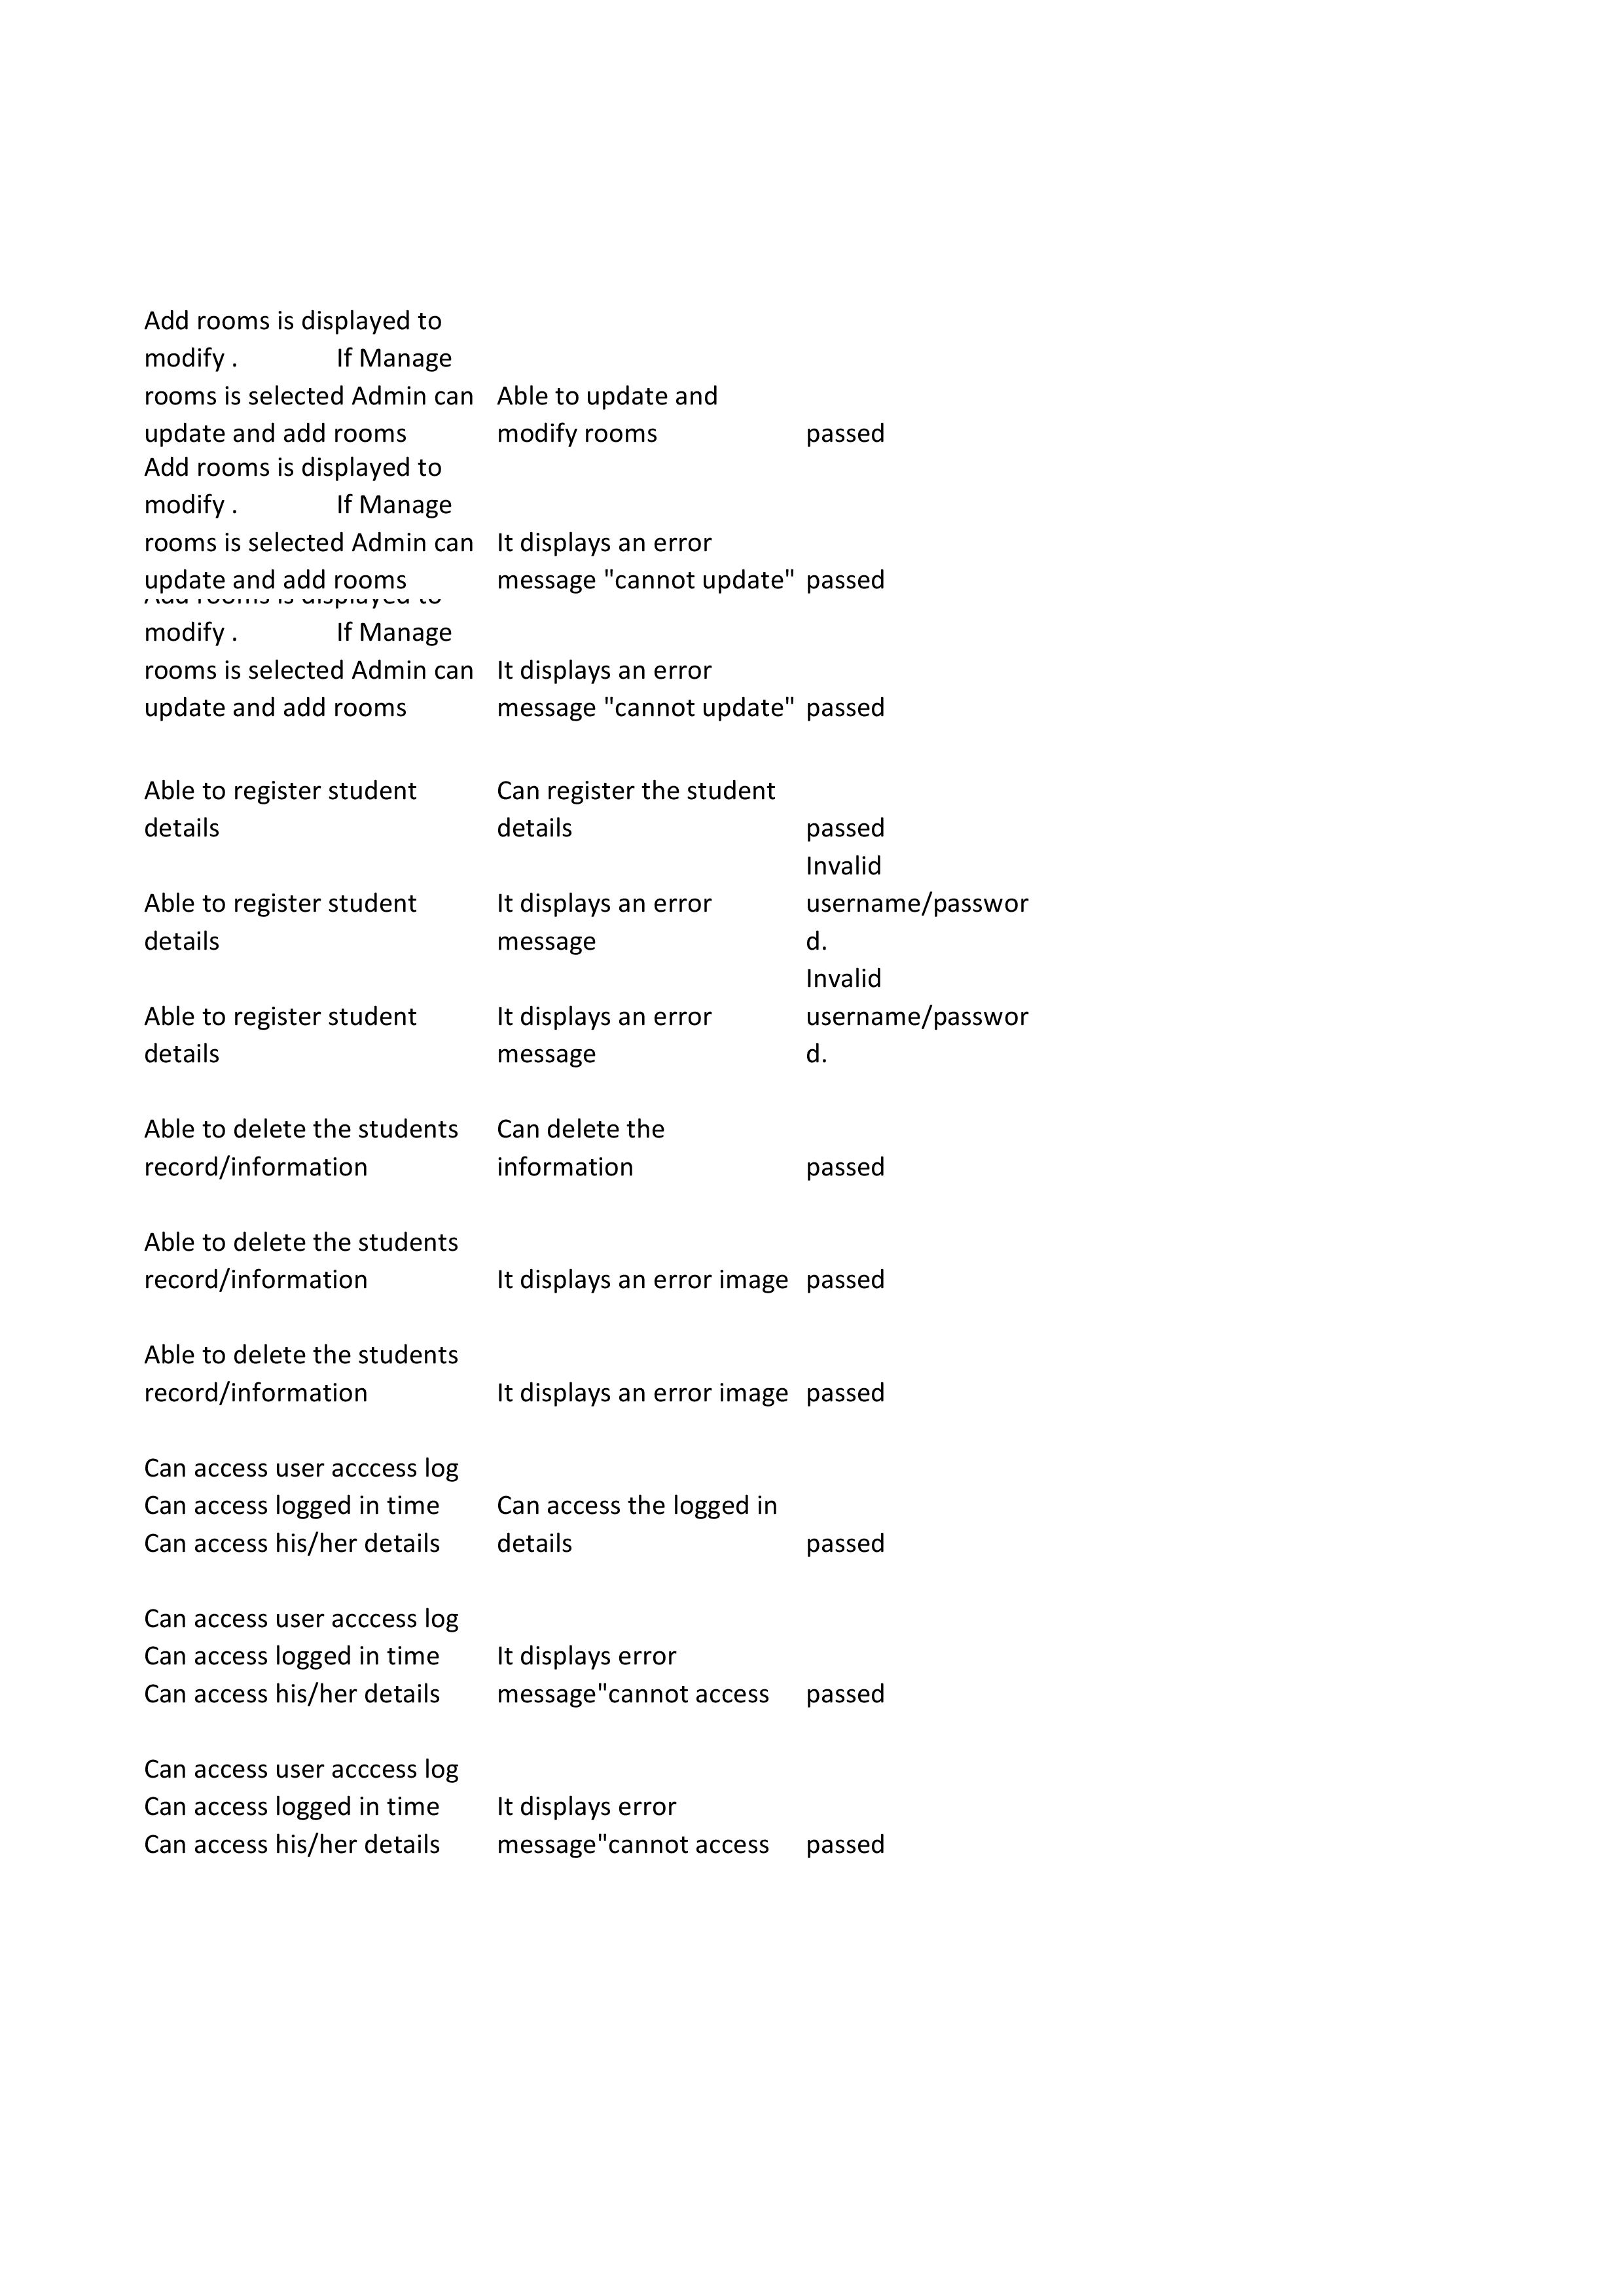 Add rooms is displayed to
modify .              If Manage
rooms is selected Admin can
update and add rooms
Able to update and
modify rooms
passed
Add rooms is displayed to
modify .              If Manage
rooms is selected Admin can
update and add rooms
It displays an error
message "cannot update"
passed
Add rooms is displayed to
modify .              If Manage
rooms is selected Admin can
update and add rooms
It displays an error
message "cannot update"
passed
Able to register student
details
Can register the student
details
passed
Able to register student
details
It displays an error
message
Invalid
username/passwor
d.
Able to register student
details
It displays an error
message
Invalid
username/passwor
d.
Able to delete the students
record/information
Can delete the
information
passed
Able to delete the students
record/information
It displays an error image
passed
Able to delete the students
record/information
It displays an error image
passed
Can access user acccess log
Can access logged in time
Can access his/her details
Can access the logged in
details
passed
Can access user acccess log
Can access logged in time
Can access his/her details
It displays error
message"cannot access
passed
Can access user acccess log
Can access logged in time
Can access his/her details
It displays error
message"cannot access
passed